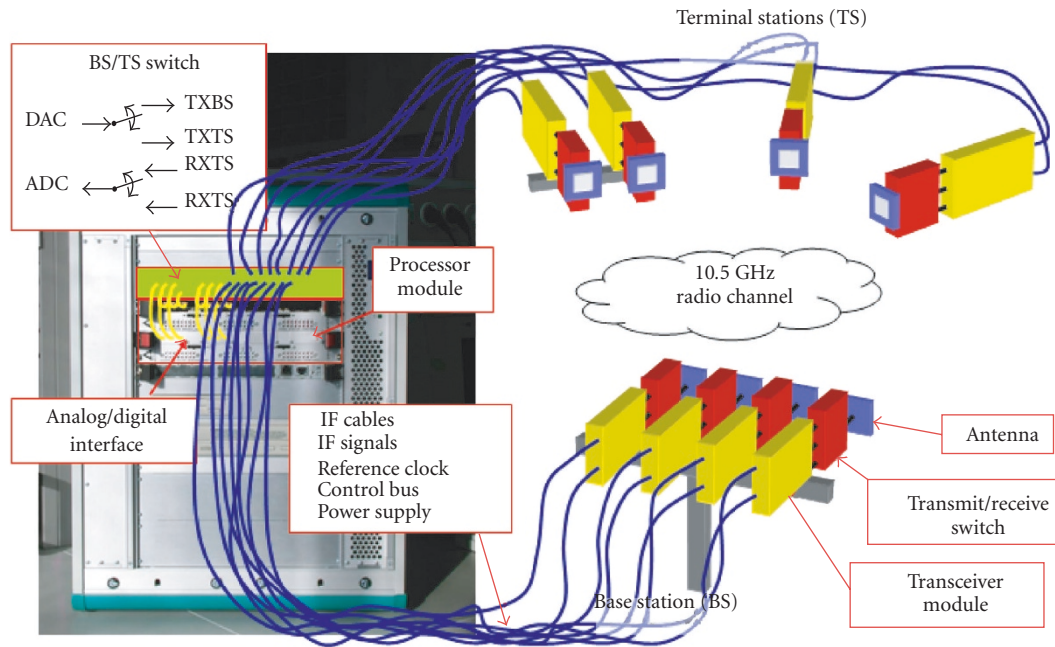 Terminal stations (TS)
BS/TS switch
DAC
TXBS
TXTS
ADC
RXTS
RXTS
Processor
module
10.5 GHz
radio channel
Analog/digital
interface
IF cables
IF signals
Reference clock
Control bus
Power supply
Antenna
Transmit/receive
switch
Transceiver
module
Base station (BS)